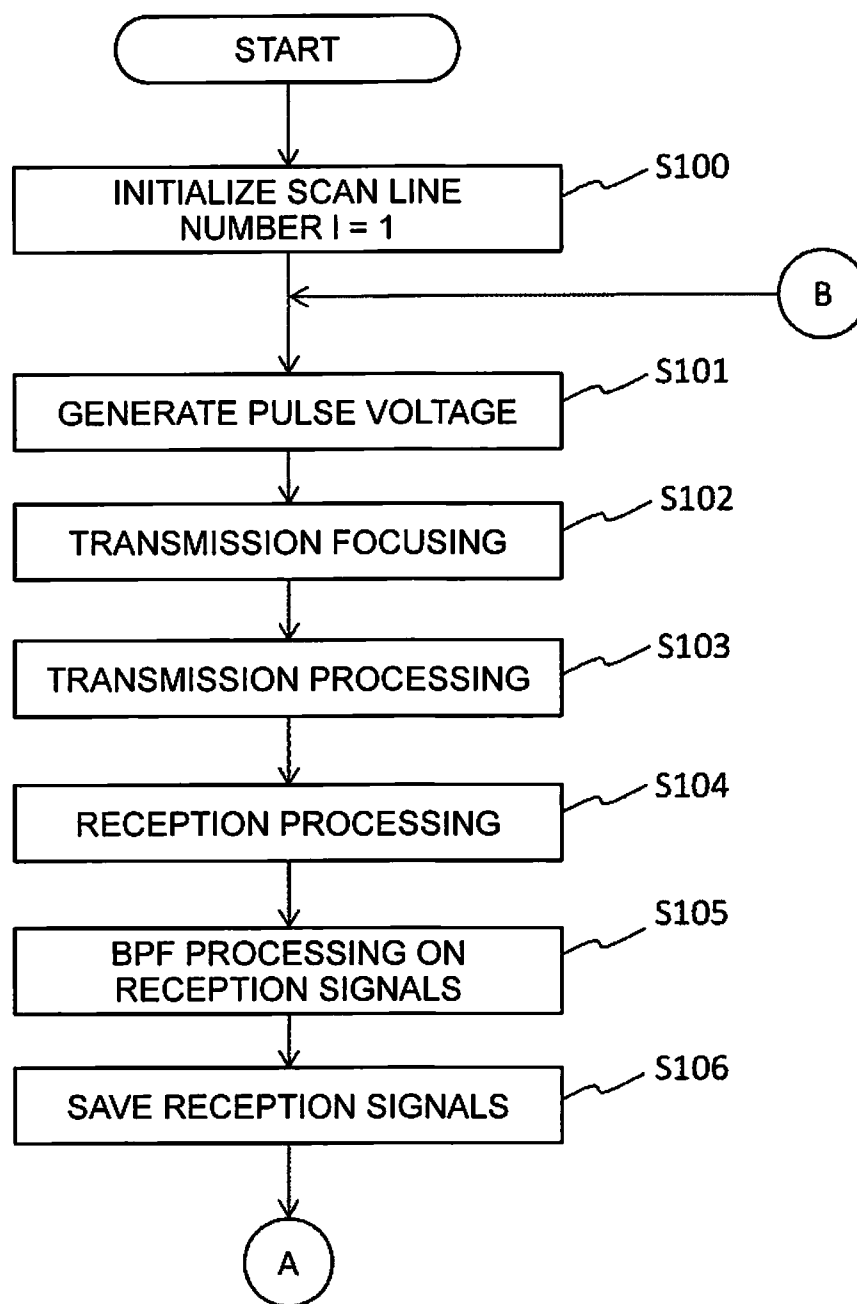 START
S100
INITIALIZE SCAN LINE
NUMBER l = 1
B
S101
GENERATE PULSE VOLTAGE
S102
TRANSMISSION FOCUSING
S103
TRANSMISSION PROCESSING
S104
RECEPTION PROCESSING
S105
BPF PROCESSING ON
RECEPTION SIGNALS
S106
SAVE RECEPTION SIGNALS
A